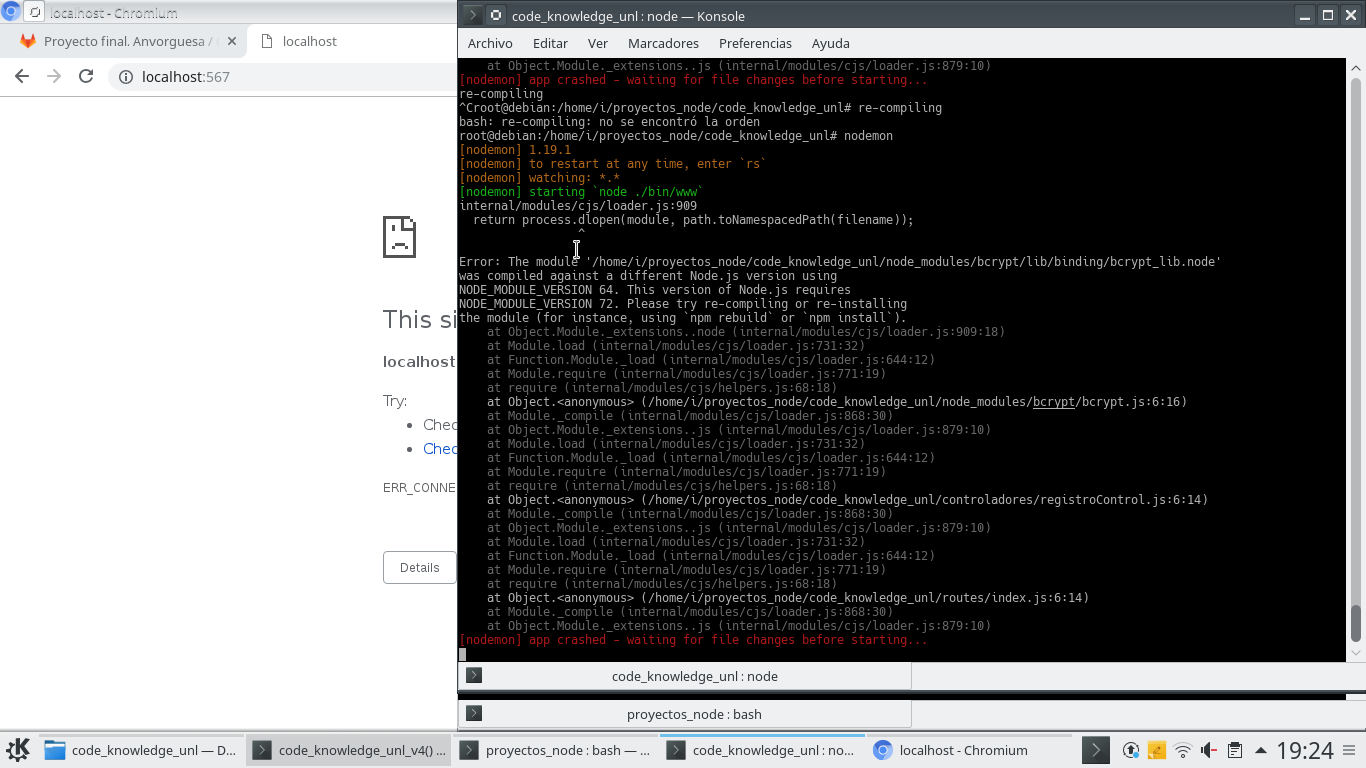 localhost - Chromium
Proyecto final. Anvorguesa /
localhost
localhost:567
This si
localhost
Try:
Chec
Chec
ERR_CONNE
Details
code_knowledge_unl : node — Konsole
Archivo Editar Ver Marcadores Preferencias Ayuda
at Object.Module._extensions..js (internal/modules/cjs/loader.js:879:10)
[nodemon] app crashed - waiting for file changes before starting...
re-compiling
^Croot@debian:/home/i/proyectos_node/code_knowledge_unl# re-compiling
bash: re-compiling: no se encontró la orden
root@debian:/home/i/proyectos_node/code_knowledge_unl# nodemon
[nodemon] 1.19.1
[nodemon] to restart at any time, enter `rs`
[nodemon] watching: *.*
[nodemon] starting `node ./bin/www`
internal/modules/cjs/loader.js:909
return process.dlopen(module, path.toNamespacedPath(filename));
^
Error: The module '/home/i/proyectos_node/code_knowledge_unl/node_modules/bcrypt/lib/binding/bcrypt_lib.node'
was compiled against a different Node.js version using
NODE_MODULE_VERSION 64. This version of Node.js requires
NODE_MODULE_VERSION 72. Please try re-compiling or re-installing
the module (for instance, using `npm rebuild` or `npm install`).
at Object.Module._extensions..node (internal/modules/cjs/loader.js:909:18)
at Module.load (internal/modules/cjs/loader.js:731:32)
at Function.Module._load (internal/modules/cjs/loader.js:644:12)
at Module.require (internal/modules/cjs/loader.js:771:19)
at require (internal/modules/cjs/helpers.js:68:18)
at Object.<anonymous> (/home/i/proyectos_node/code_knowledge_unl/node_modules/bcrypt/bcrypt.js:6:16)
at Module._compile (internal/modules/cjs/loader.js:868:30)
at Object.Module._extensions..js (internal/modules/cjs/loader.js:879:10)
at Module.load (internal/modules/cjs/loader.js:731:32)
at Function.Module._load (internal/modules/cjs/loader.js:644:12)
at Module.require (internal/modules/cjs/loader.js:771:19)
at require (internal/modules/cjs/helpers.js:68:18)
at Object.<anonymous> (/home/i/proyectos_node/code_knowledge_unl/controladores/registroControl.js:6:14)
at Module._compile (internal/modules/cjs/loader.js:868:30)
at Object.Module._extensions..js (internal/modules/cjs/loader.js:879:10)
at Module.load (internal/modules/cjs/loader.js:731:32)
at Function.Module._load (internal/modules/cjs/loader.js:644:12)
at Module.require (internal/modules/cjs/loader.js:771:19)
at require (internal/modules/cjs/helpers.js:68:18)
at Object.<anonymous> (/home/i/proyectos_node/code_knowledge_unl/routes/index.js:6:14)
at Module._compile (internal/modules/cjs/loader.js:868:30)
at Object.Module._extensions..js (internal/modules/cjs/loader.js:879:10)
[nodemon] app crashed - waiting for file changes before starting...
code_knowledge_unl : node
proyectos_node : bash
code_knowledge_unl — D... code_knowledge_unl_v4() ... proyectos_node : bash — ... code_knowledge_unl : no... localhost - Chromium 19:24